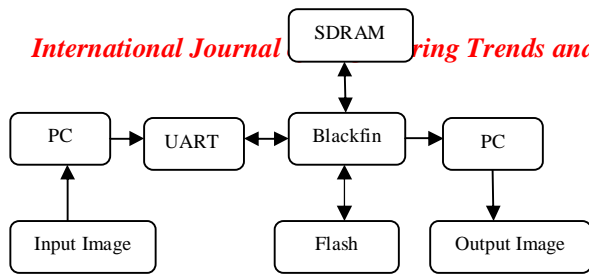 SDRAM
International Journal ring Trends and
PC
UART
Blackfin
PC
Input Image
Flash
Output Image